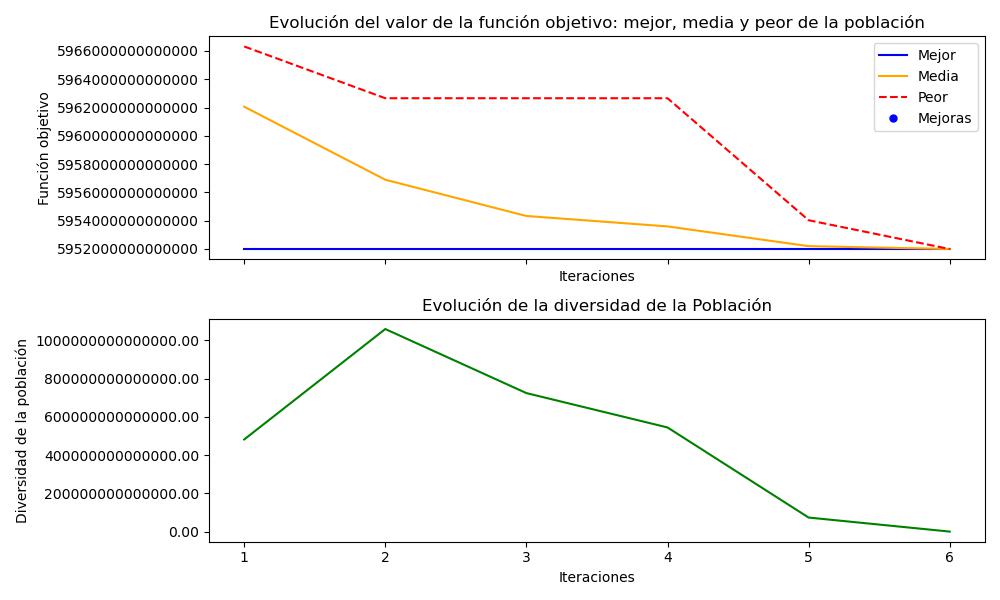 Evolución del valor de la función objetivo: mejor, media y peor de la población
Función objetivo
5966000000000000
5964000000000000
5962000000000000
5960000000000000
5958000000000000
5956000000000000
5954000000000000
5952000000000000
Mejor
Media
Peor
Mejoras
Iteraciones
Evolución de la diversidad de la Población
Diversidad de la población
1000000000000000.00
800000000000000.00
600000000000000.00
400000000000000.00
200000000000000.00
0.00
1 2 3 4 5 6
Iteraciones